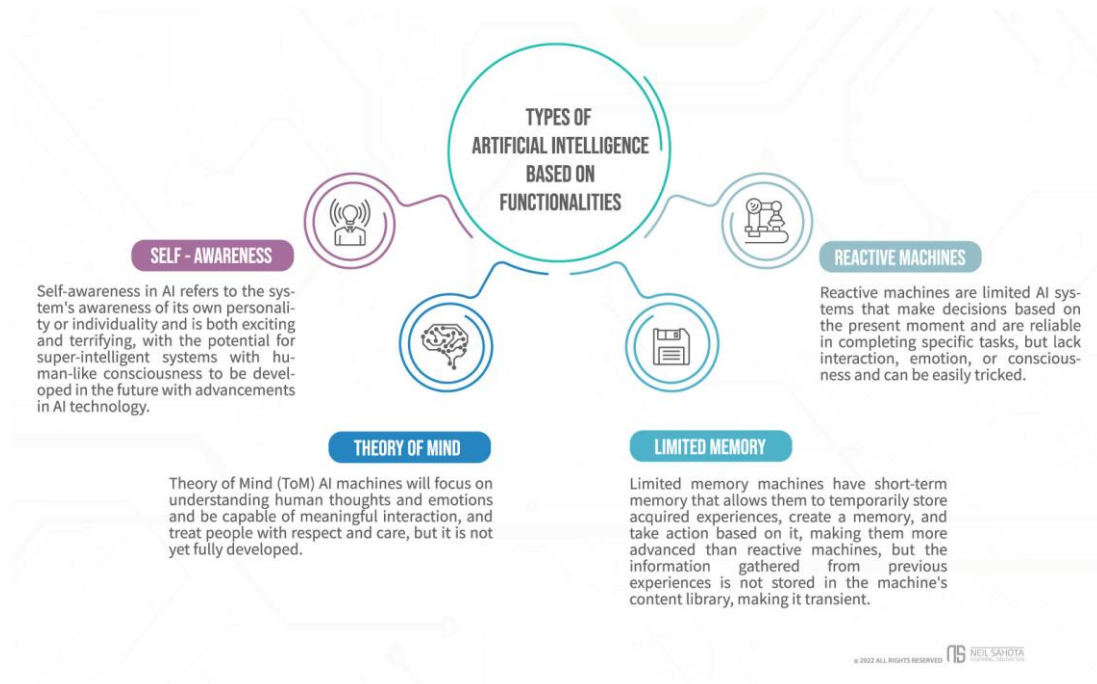 TYPES OF
ARTIFICIAL INTELLIGENCE
BASED ON
FUNCTIONALITIES
SELF - AWARENESS
Self-awareness in AI refers to the sys-
tem's awareness of its own personali-
ty or individuality and is both exciting
and terrifying, with the potential for
super-intelligent systems with hu-
man-like consciousness to be devel-
oped in the future with advancements
in AI technology.
REACTIVE MACHINES
Reactive machines are limited AI sys-
tems that make decisions based on
the present moment and are reliable
in completing specific tasks, but lack
interaction, emotion, or conscious-
ness and can be easily tricked.
THEORY OF MIND
Theory of Mind (ToM) AI machines will focus on
understanding human thoughts and emotions
and be capable of meaningful interaction, and
treat people with respect and care, but it is not
yet fully developed.
LIMITED MEMORY
Limited memory machines have short-term
memory that allows them to temporarily store
acquired experiences, create a memory, and
take action based on it, making them more
advanced than reactive machines, but the
information gathered from previous
experiences is not stored in the machine's
content library, making it transient.
2022 ALL RIGHTS RESERVED
NS NEIL SAHOTA